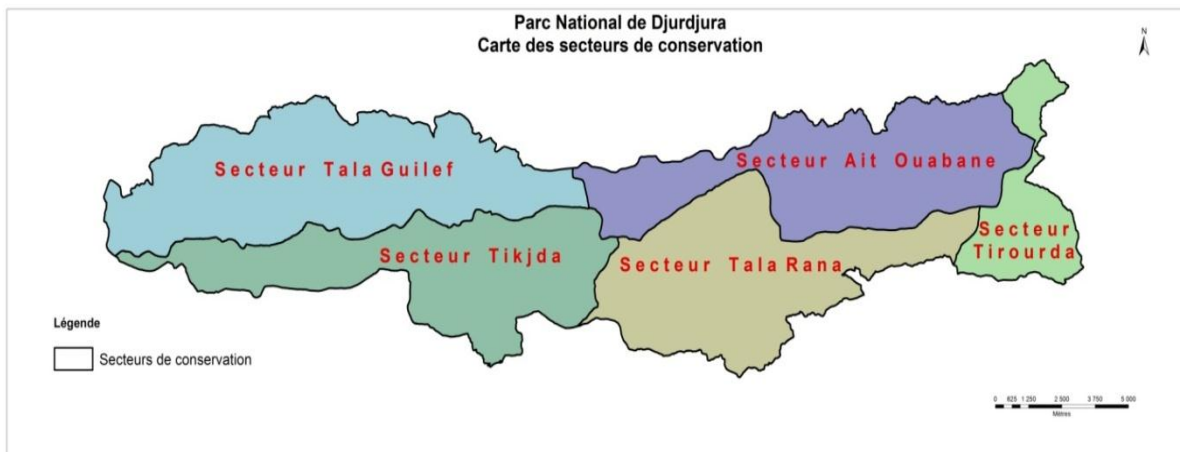 Parc National de Djurdjura
Carte des secteurs de conservation
N
Secteur Tala Guilef
Secteur Ait Ouabane
Secteur Tikjda
Secteur Tala Rana
Secteur
Tirourda
Légende
Secteurs de conservation
0 625 1 250 2 500 3 750 5 000
Mètres